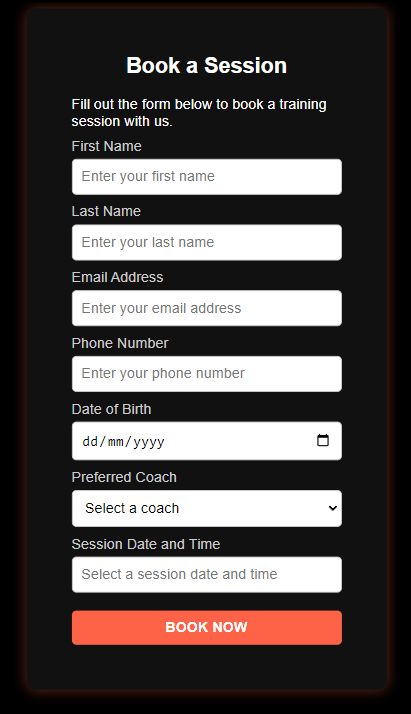 Book a Session
Fill out the form below to book a training
session with us.
First Name
Enter your first name
Last Name
Enter your last name
Email Address
Enter your email address
Phone Number
Enter your phone number
Date of Birth
dd/mm/yyyy
Preferred Coach
Select a coach
Session Date and Time
Select a session date and time
BOOK NOW